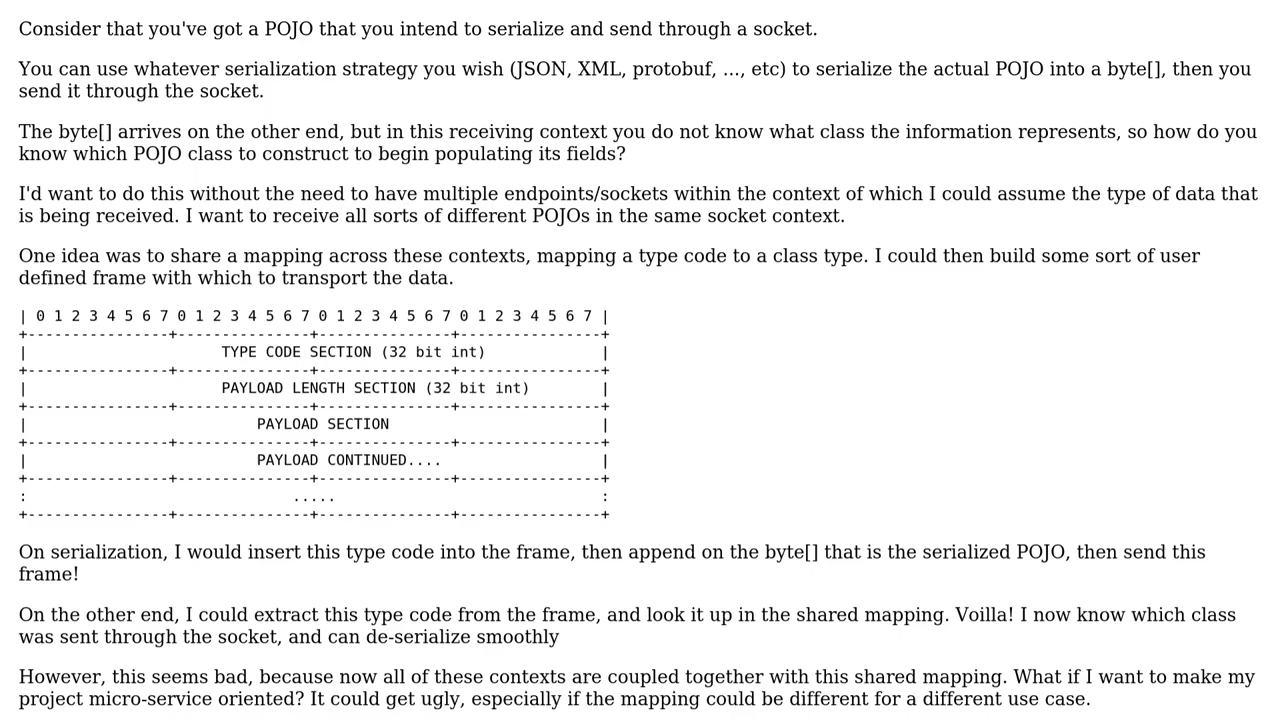 Consider that you've got a POJO that you intend to serialize and send through a socket.
You can use whatever serialization strategy you wish (JSON, XML, protobuf, ..., etc) to serialize the actual POJO into a byte[], then you
send it through the socket.
The byte[] arrives on the other end, but in this receiving context you do not know what class the information represents, so how do you
know which POJO class to construct to begin populating its fields?
I'd want to do this without the need to have multiple endpoints/sockets within the context of which I could assume the type of data that
is being received. I want to receive all sorts of different POJOs in the same socket context.
One idea was to share a mapping across these contexts, mapping a type code to a class type. I could then build some sort of user
defined frame with which to transport the data.
| 0 1 2 3 4 5 6 7 0 1 2 3 4 5 6 7 0 1 2 3 4 5 6 7 0 1 2 3 4 5 6 7 |
+----------------+---------------+---------------+----------------+
|                      TYPE CODE SECTION (32 bit int)             |
+----------------+---------------+---------------+----------------+
|                      PAYLOAD LENGTH SECTION (32 bit int)        |
+----------------+---------------+---------------+----------------+
|                          PAYLOAD SECTION                        |
+----------------+---------------+---------------+----------------+
|                          PAYLOAD CONTINUED....                  |
+----------------+---------------+---------------+----------------+
:                              .....                              :
+----------------+---------------+---------------+----------------+
On serialization, I would insert this type code into the frame, then append on the byte[] that is the serialized POJO, then send this
frame!
On the other end, I could extract this type code from the frame, and look it up in the shared mapping. Voilla! I now know which class
was sent through the socket, and can de-serialize smoothly
However, this seems bad, because now all of these contexts are coupled together with this shared mapping. What if I want to make my
project micro-service oriented? It could get ugly, especially if the mapping could be different for a different use case.